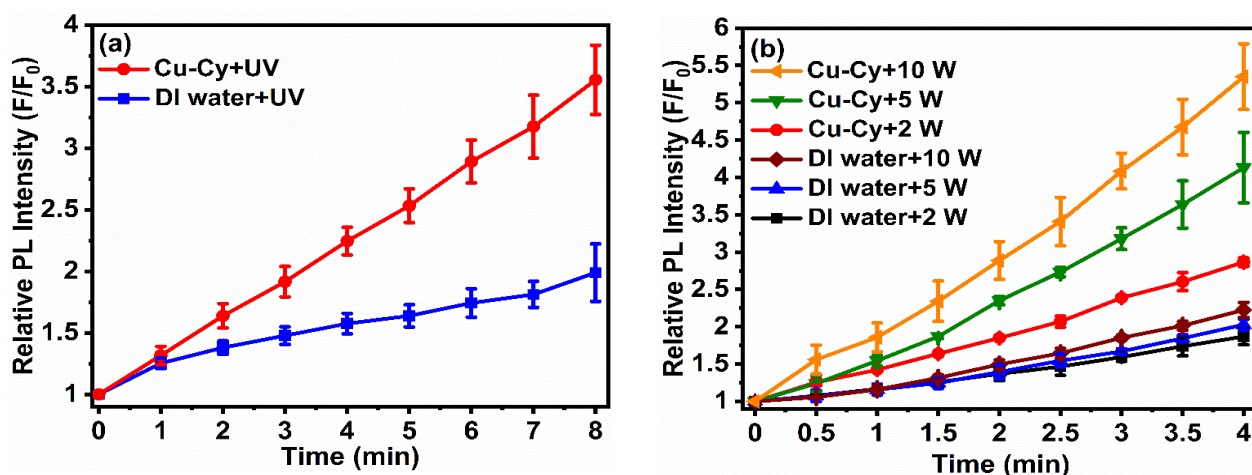 (a)
Cu-Cy+UV
DI water+UV
Relative PL Intensity (F/F₀)
4
3.5
3
2.5
2
1.5
1
0 1 2 3 4 5 6 7 8
Time (min)
(b)
Cu-Cy+10 W
Cu-Cy+5 W
Cu-Cy+2 W
DI water+10 W
DI water+5 W
DI water+2 W
Relative PL Intensity (F/F₀)
6
5.5
5
4.5
4
3.5
3
2.5
2
1.5
1
0 0.5 1 1.5 2 2.5 3 3.5 4
Time (min)